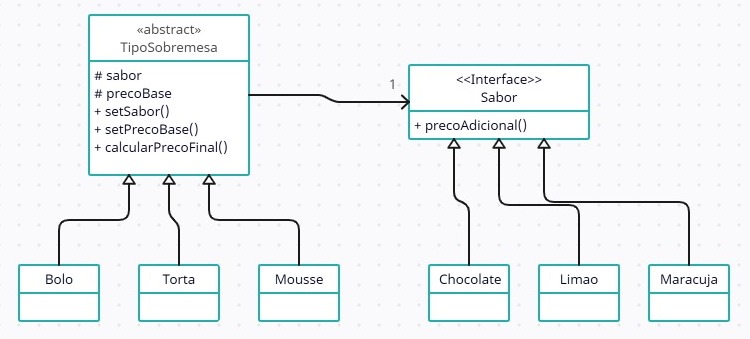 «abstract»
TipoSobremesa
# sabor
# precoBase
+ setSabor()
+ setPrecoBase()
+ calcularPrecoFinal()
1
<<Interface>>
Sabor
+ precoAdicional()
Bolo
Torta
Mousse
Chocolate
Limao
Maracuja